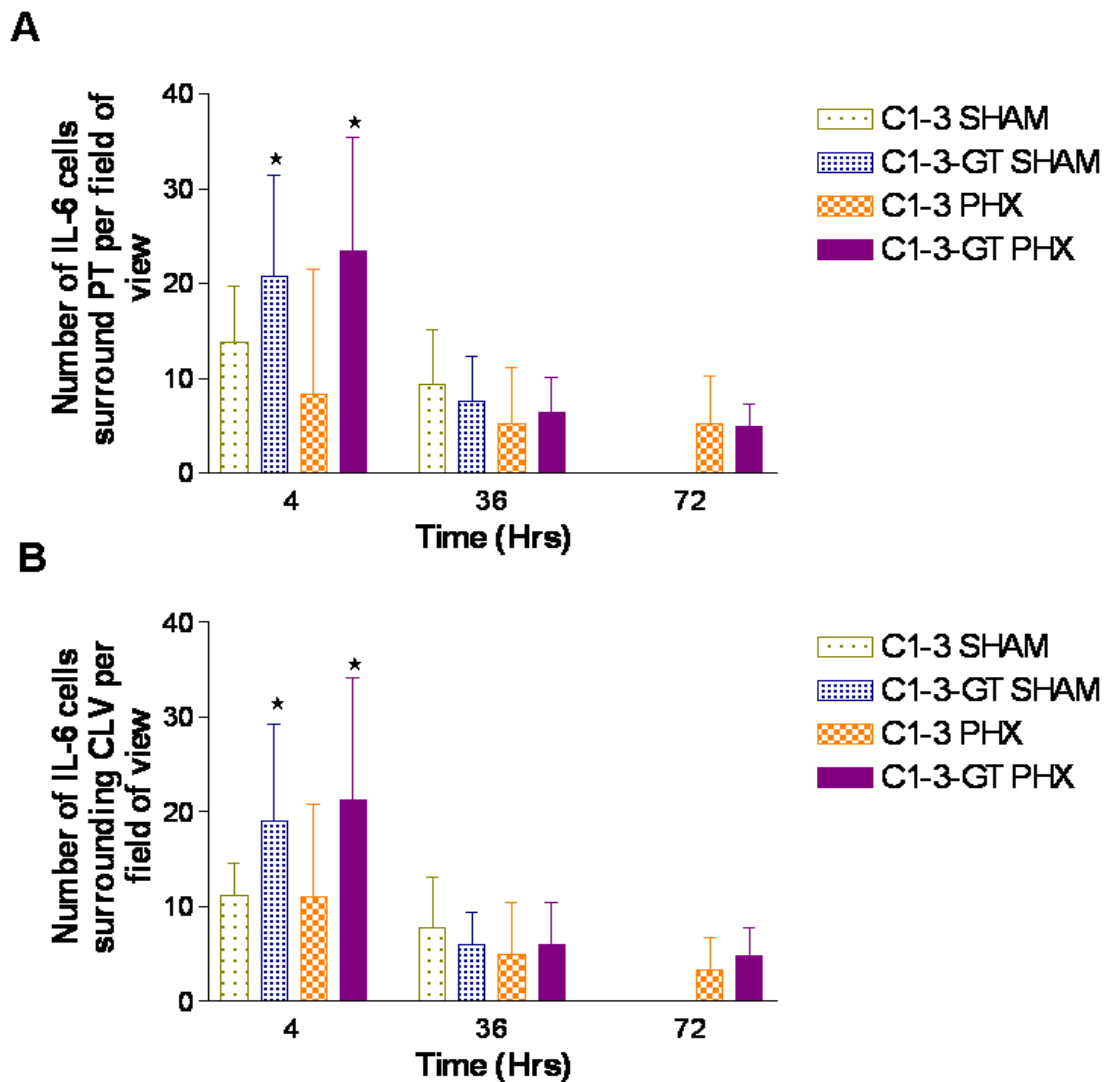 A
Number of IL-6 cells
surround PT per field of
view
40
30
20
10
0
★
★
4
36
72
Time (Hrs)
C1-3 SHAM
C1-3-GT SHAM
C1-3 PHX
C1-3-GT PHX
B
Number of IL-6 cells
surrounding CLV per
field of view
40
30
20
10
0
★
★
4
36
72
Time (Hrs)
C1-3 SHAM
C1-3-GT SHAM
C1-3 PHX
C1-3-GT PHX